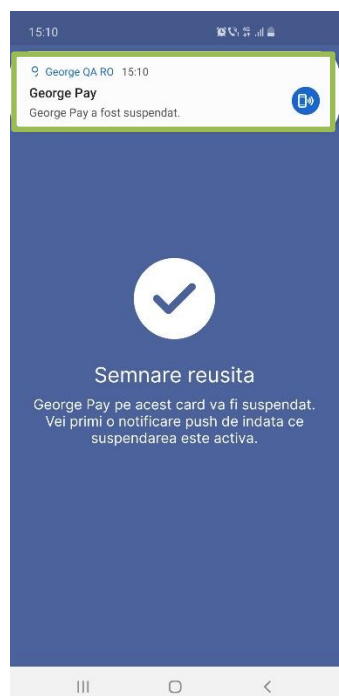 15:10
George QA RO 15:10
George Pay
George Pay a fost suspendat.
Semnare reusita
George Pay pe acest card va fi suspendat.
Vei primi o notificare push de indata ce
suspendarea este activa.